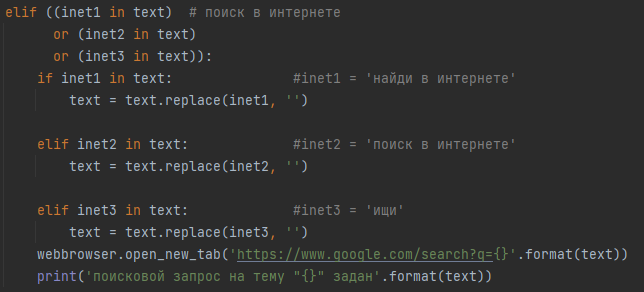 elif ((inet1 in text)  # поиск в интернете
      or (inet2 in text)
      or (inet3 in text)):
    if inet1 in text:               #inet1 = 'найди в интернете'
        text = text.replace(inet1, '')
    elif inet2 in text:             #inet2 = 'поиск в интернете'
        text = text.replace(inet2, '')
    elif inet3 in text:             #inet3 = 'ищи'
        text = text.replace(inet3, '')
    webbrowser.open_new_tab('https://www.google.com/search?q={}'.format(text))
    print('поисковой запрос на тему "{}" задан'.format(text))